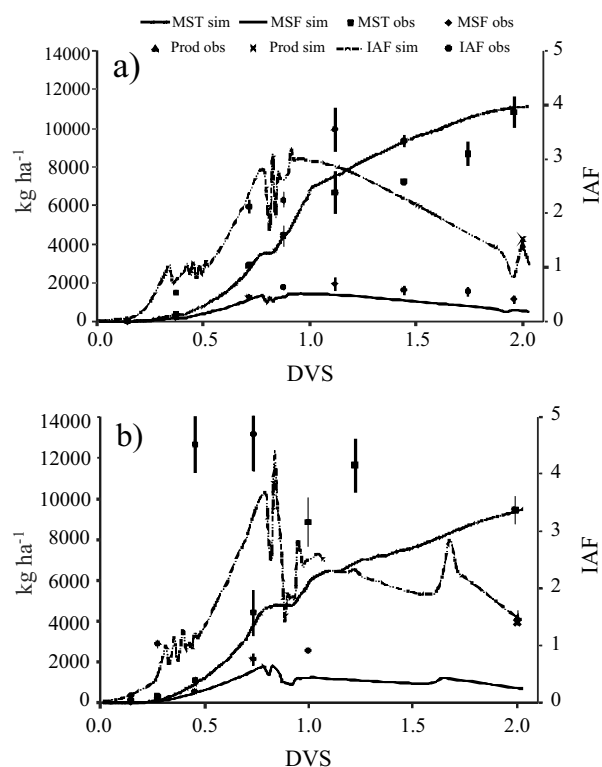 MST sim MSF sim MST obs MSF obs
Prod obs Prod sim IAF sim IAF obs
a)
14000
12000
10000
8000
6000
4000
2000
0
kg ha⁻¹
5
4
3
2
1
0
IAF
0.0 0.5 1.0 1.5 2.0
DVS
b)
14000
12000
10000
8000
6000
4000
2000
0
kg ha⁻¹
5
4
3
2
1
0
IAF
0.0 0.5 1.0 1.5 2.0
DVS